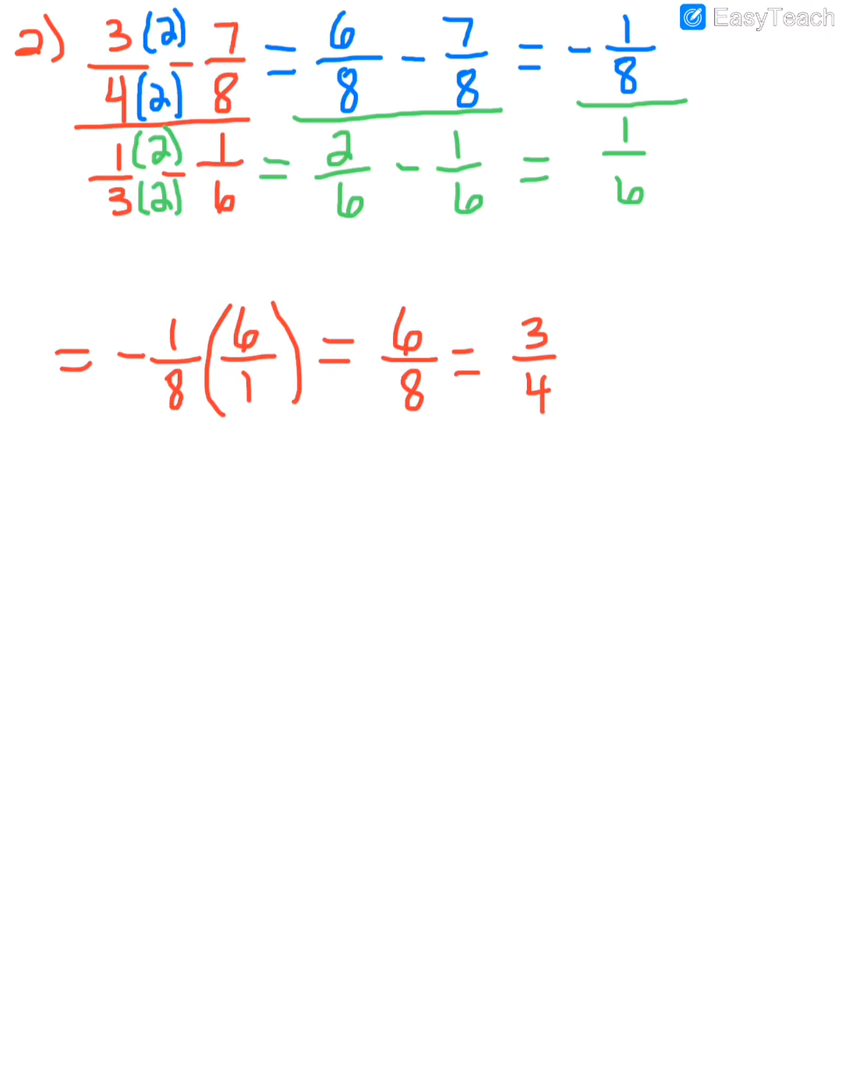 EasyTeach
2) 3(2)/4(2) - 7/8 = 6/8 - 7/8 = - 1/8
1(2)/3(2) - 1/6 = 2/6 - 1/6 = 1/6
= - 1/8 (6/1) = 6/8 = 3/4